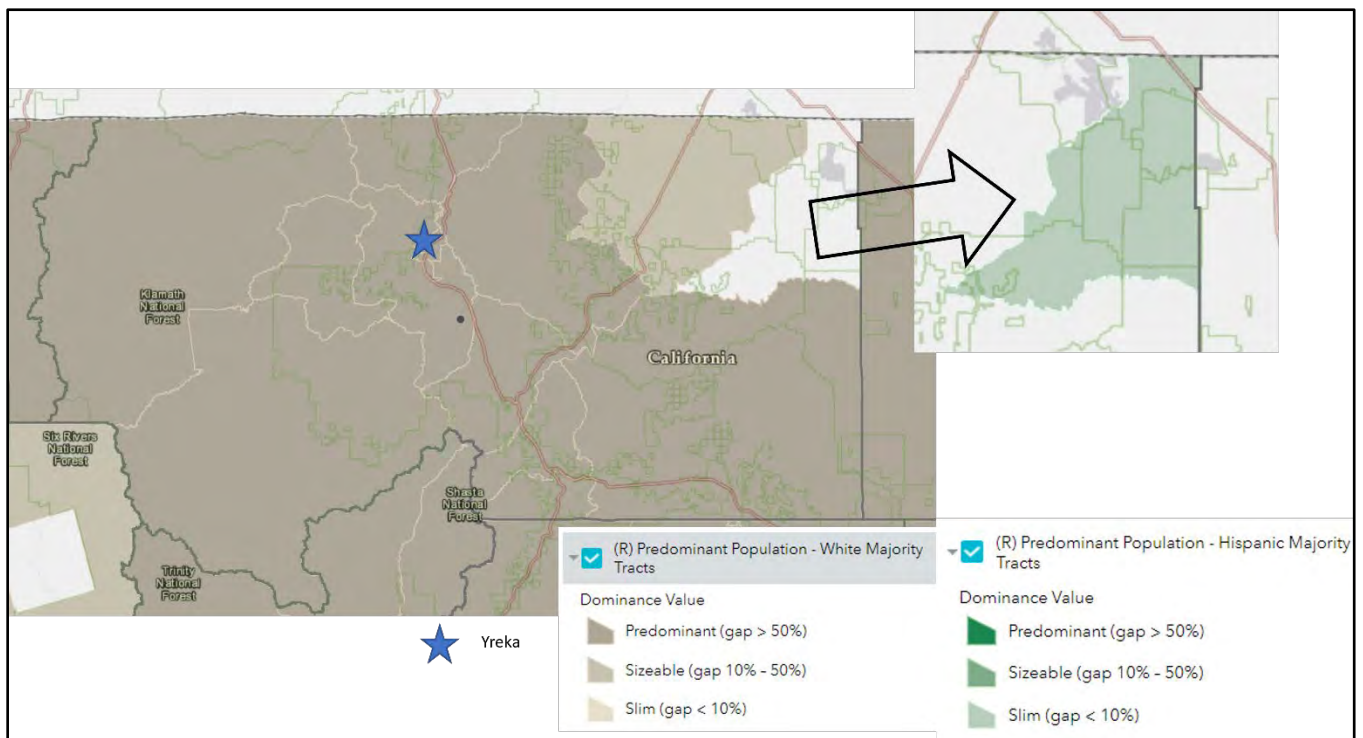 Klamath
National
Forest
California
Six Rivers
National
Forest
Shasta
National
Forest
Trinity
National
Forest
Yreka
(R) Predominant Population - White Majority
Tracts
Dominance Value
Predominant (gap > 50%)
Sizeable (gap 10% - 50%)
Slim (gap < 10%)
(R) Predominant Population - Hispanic Majority
Tracts
Dominance Value
Predominant (gap > 50%)
Sizeable (gap 10% - 50%)
Slim (gap < 10%)